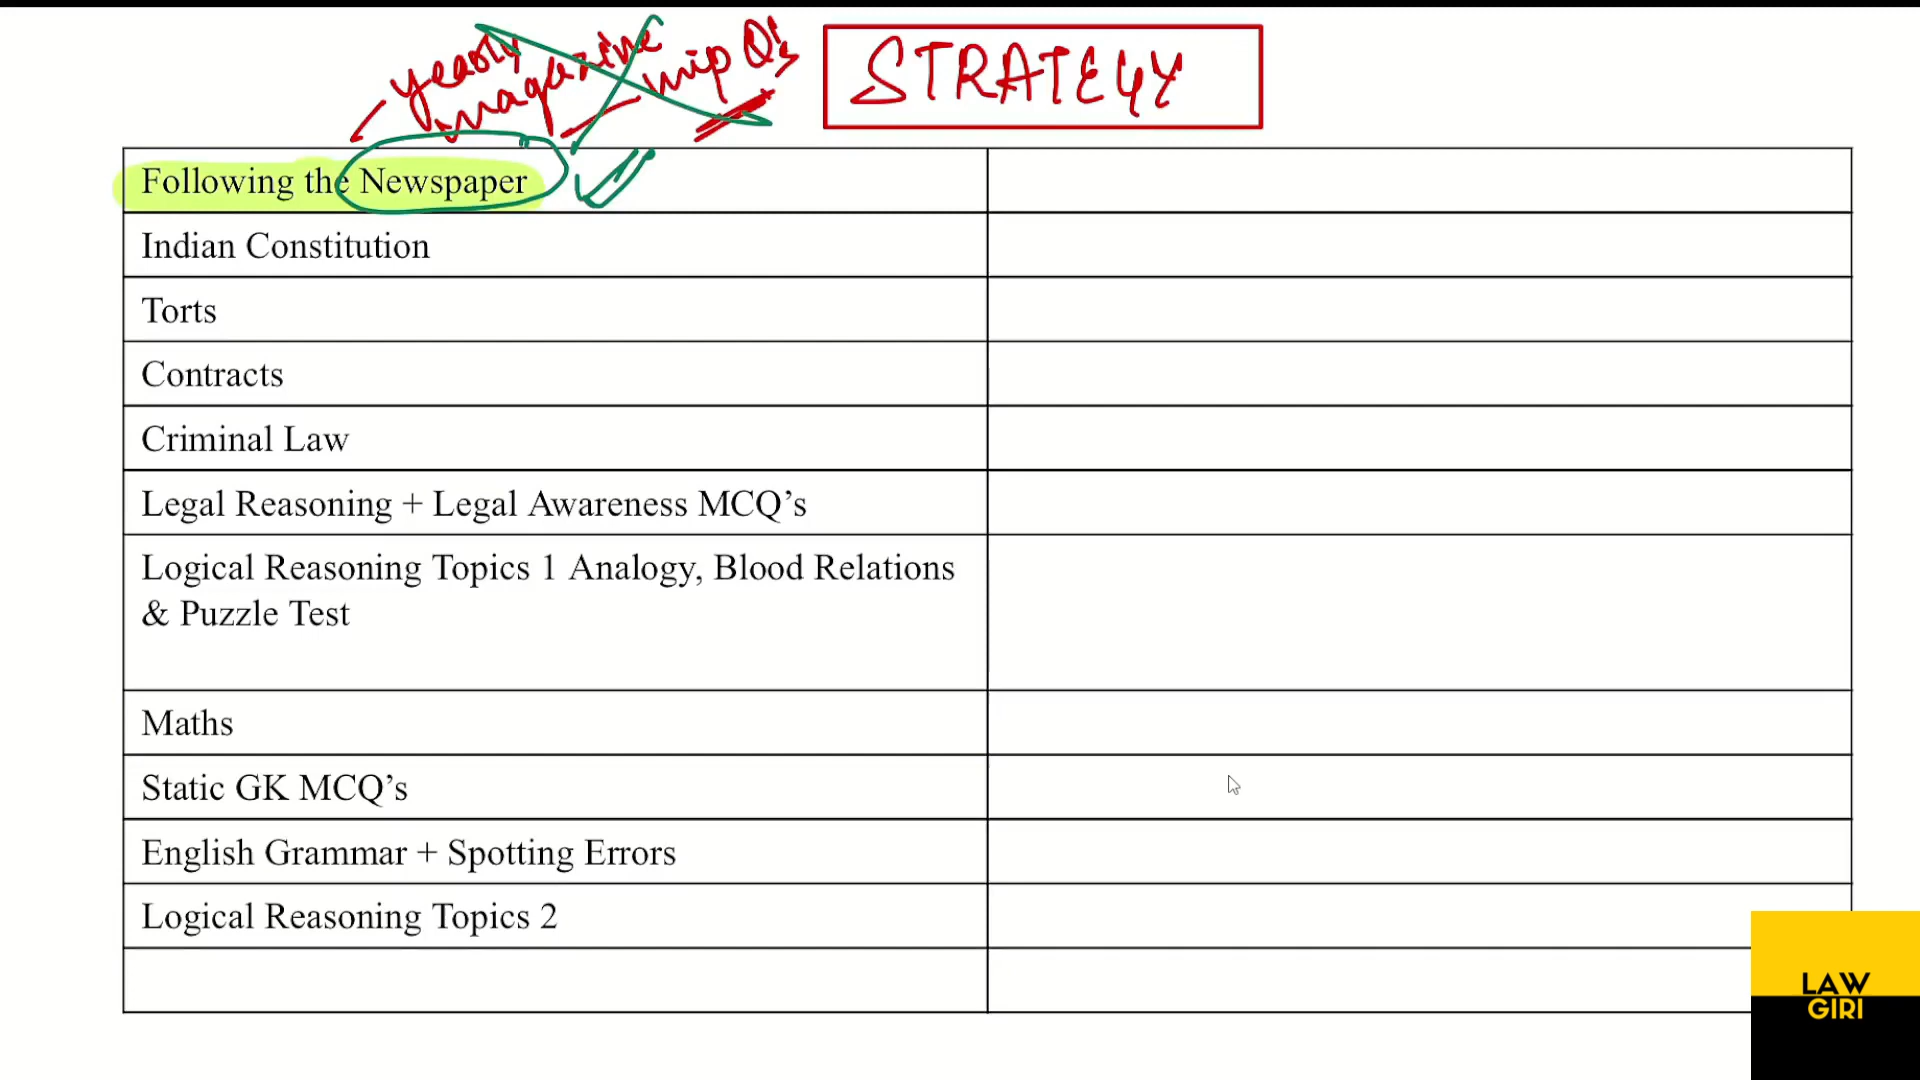 yearly
magazine
mip Q's
STRATEGY
Following the Newspaper
Indian Constitution
Torts
Contracts
Criminal Law
Legal Reasoning + Legal Awareness MCQ’s
Logical Reasoning Topics 1 Analogy, Blood Relations
& Puzzle Test
Maths
Static GK MCQ’s
English Grammar + Spotting Errors
Logical Reasoning Topics 2
LAW
GIRI